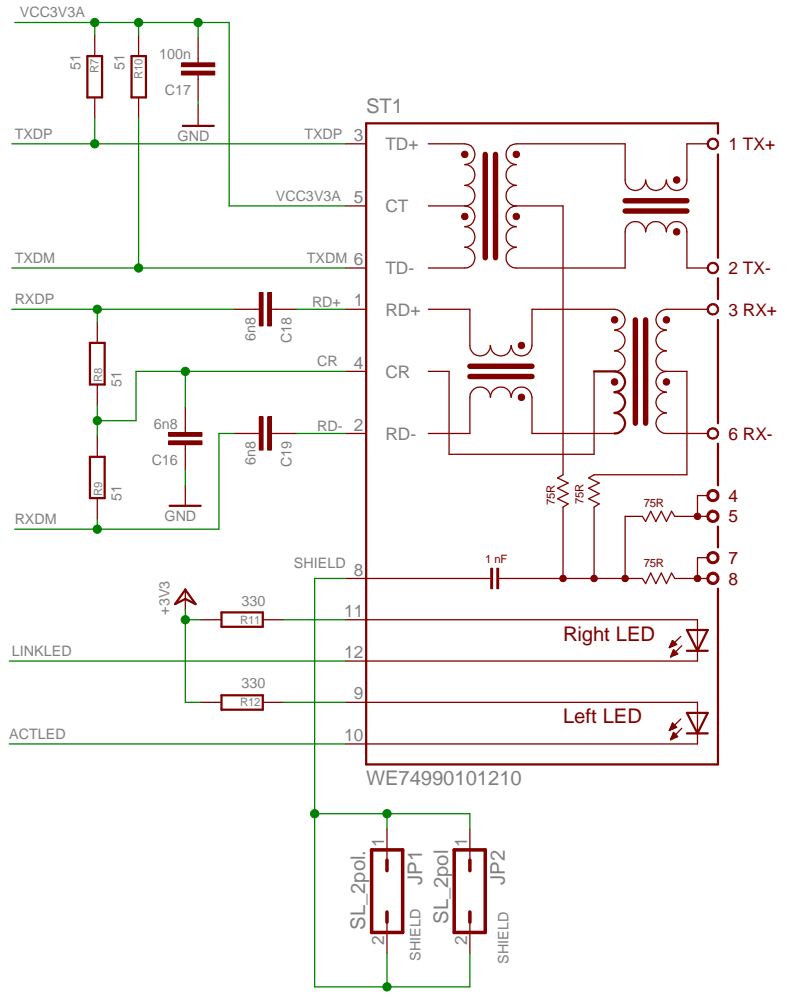 VCC3V3A
51
R7
51
R10
100n
C17
GND
ST1
TXDP
TXDP
3
TD+
1 TX+
VCC3V3A
5
CT
TXDM
TXDM
6
TD-
2 TX-
RXDP
RD+
1
RD+
3 RX+
6n8
C18
R8
51
CR
4
CR
6n8
C16
6n8
C19
RD-
2
RD-
6 RX-
R9
51
75R
75R
GND
RXDM
75R
4
5
SHIELD
8
1 nF
75R
7
8
+3V3
330
R11
11
Right LED
LINKLED
12
330
R12
9
Left LED
ACTLED
10
WE74990101210
SL_2pol.
1
2
JP1
SHIELD
SL_2pol
1
2
JP2
SHIELD